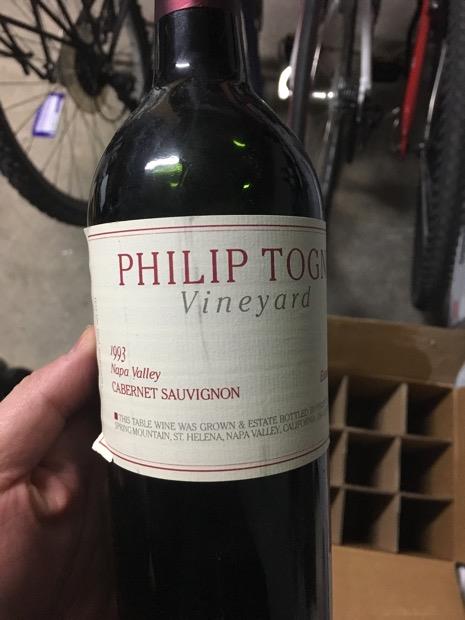 PHILIP TOGN
Vineyard
1993
Napa Valley
CABERNET SAUVIGNON
THIS TABLE WINE WAS GROWN & ESTATE BOTTLED BY
SPRING MOUNTAIN, ST. HELENA, NAPA VALLEY, CALIFORNIA